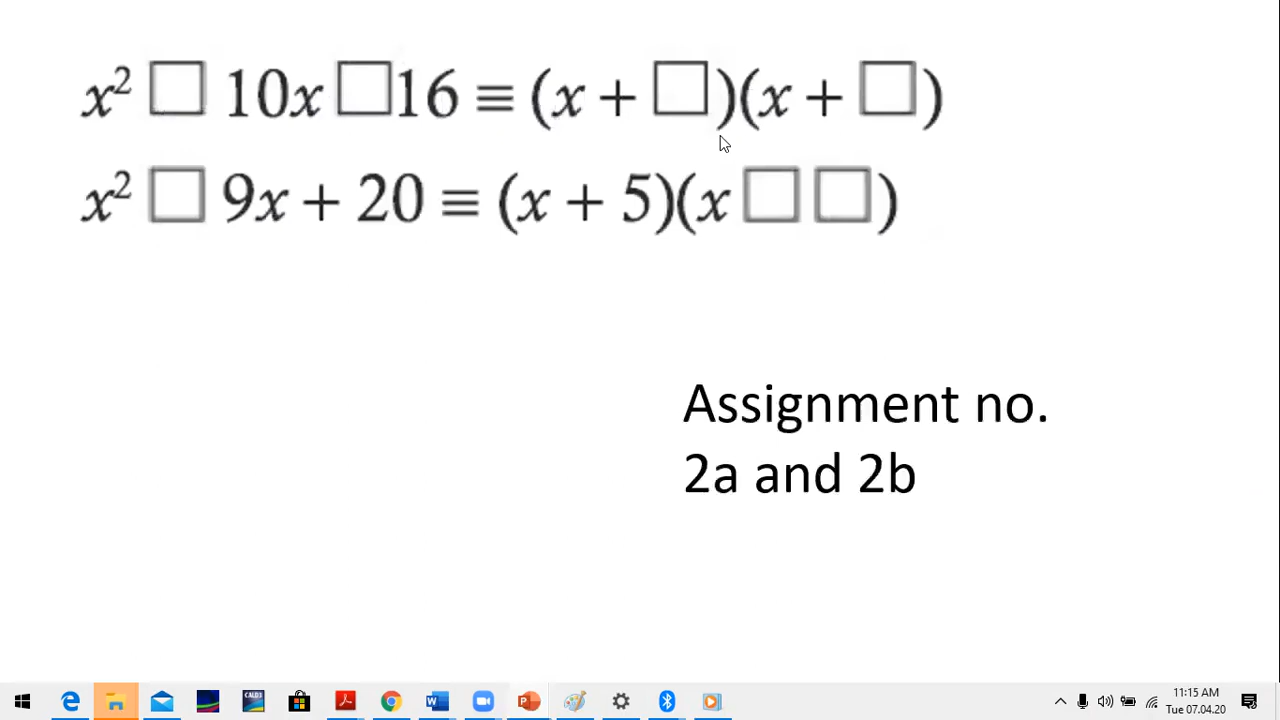 x² □ 10x □16 ≡ (x + □)(x + □)
x² □ 9x + 20 ≡ (x + 5)(x □ □)
Assignment no.
2a and 2b
CALD3
11:15 AM
Tue 07.04.20